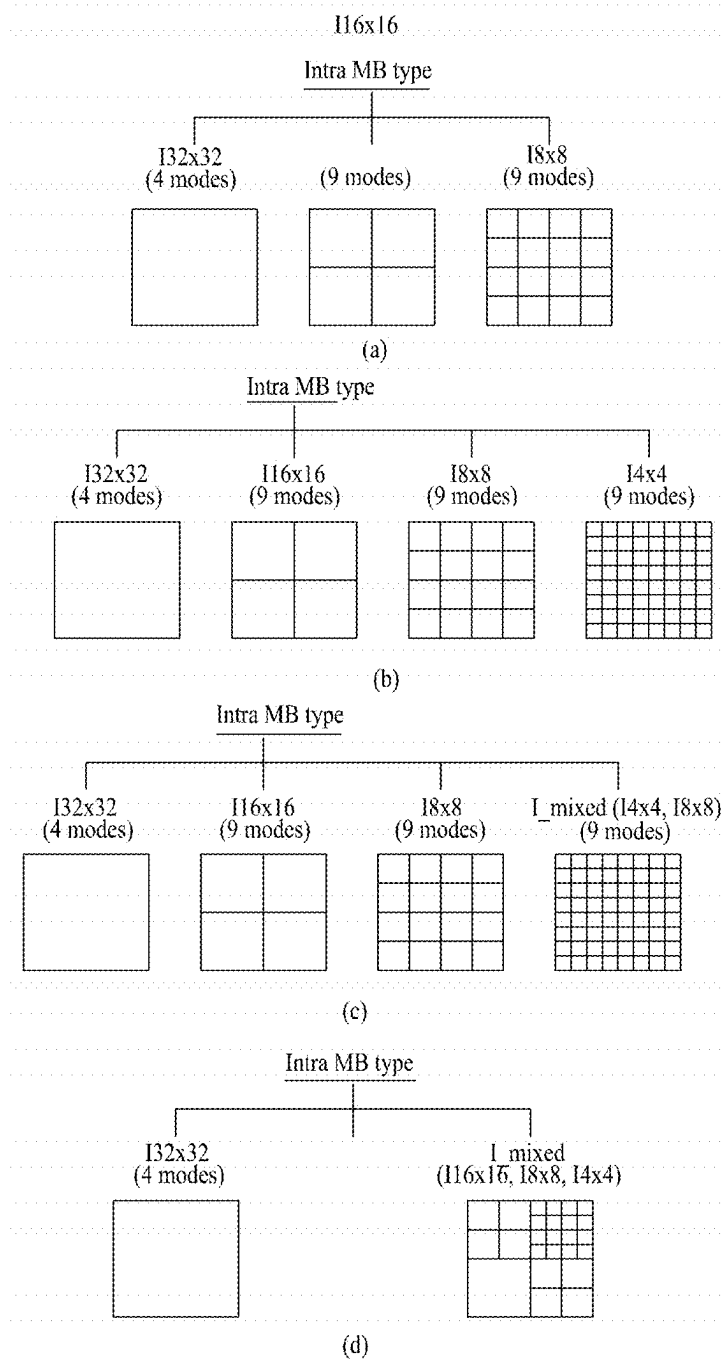 I16x16
Intra MB type
I32x32
(4 modes)
(9 modes)
I8x8
(9 modes)
(a)
Intra MB type
I32x32
(4 modes)
I16x16
(9 modes)
I8x8
(9 modes)
I4x4
(9 modes)
(b)
Intra MB type
I32x32
(4 modes)
I16x16
(9 modes)
I8x8
(9 modes)
I_mixed (I4x4, I8x8)
(9 modes)
(c)
Intra MB type
I32x32
(4 modes)
I_mixed
(I16x16, I8x8, I4x4)
(d)